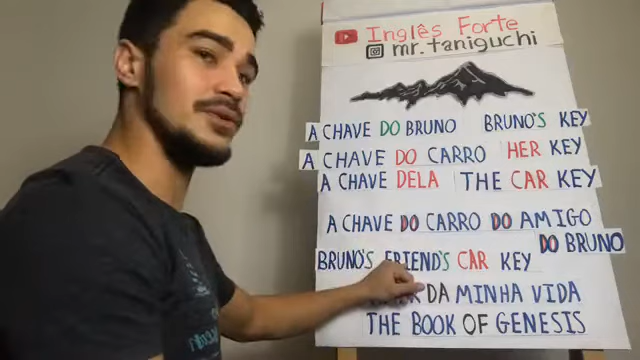 Inglês Forte
mr.taniguchi
A CHAVE DO BRUNO BRUNO'S KEY
A CHAVE DO CARRO HER KEY
A CHAVE DELA THE CAR KEY
A CHAVE DO CARRO DO AMIGO
DO BRUNO
BRUNO'S FRIEND'S CAR KEY
DA MINHA VIDA
THE BOOK OF GENESIS